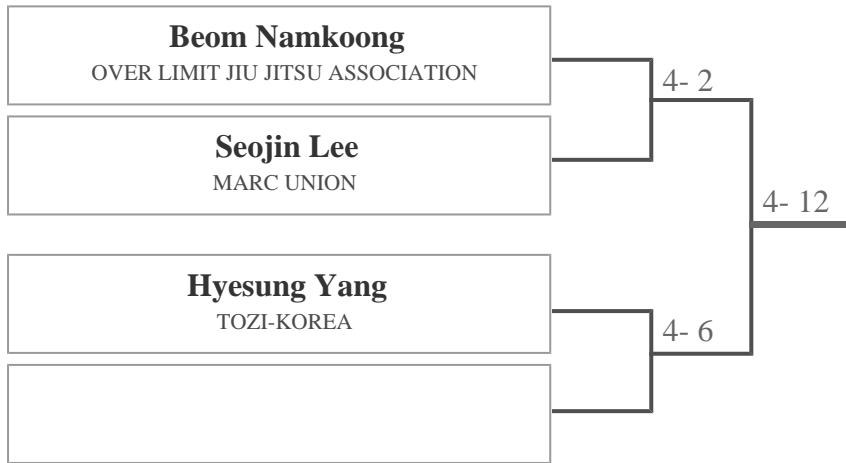 Beom Namkoong
OVER LIMIT JIU JITSU ASSOCIATION
4- 2
Seojin Lee
MARC UNION
4- 12
Hyesung Yang
TOZI-KOREA
4- 6